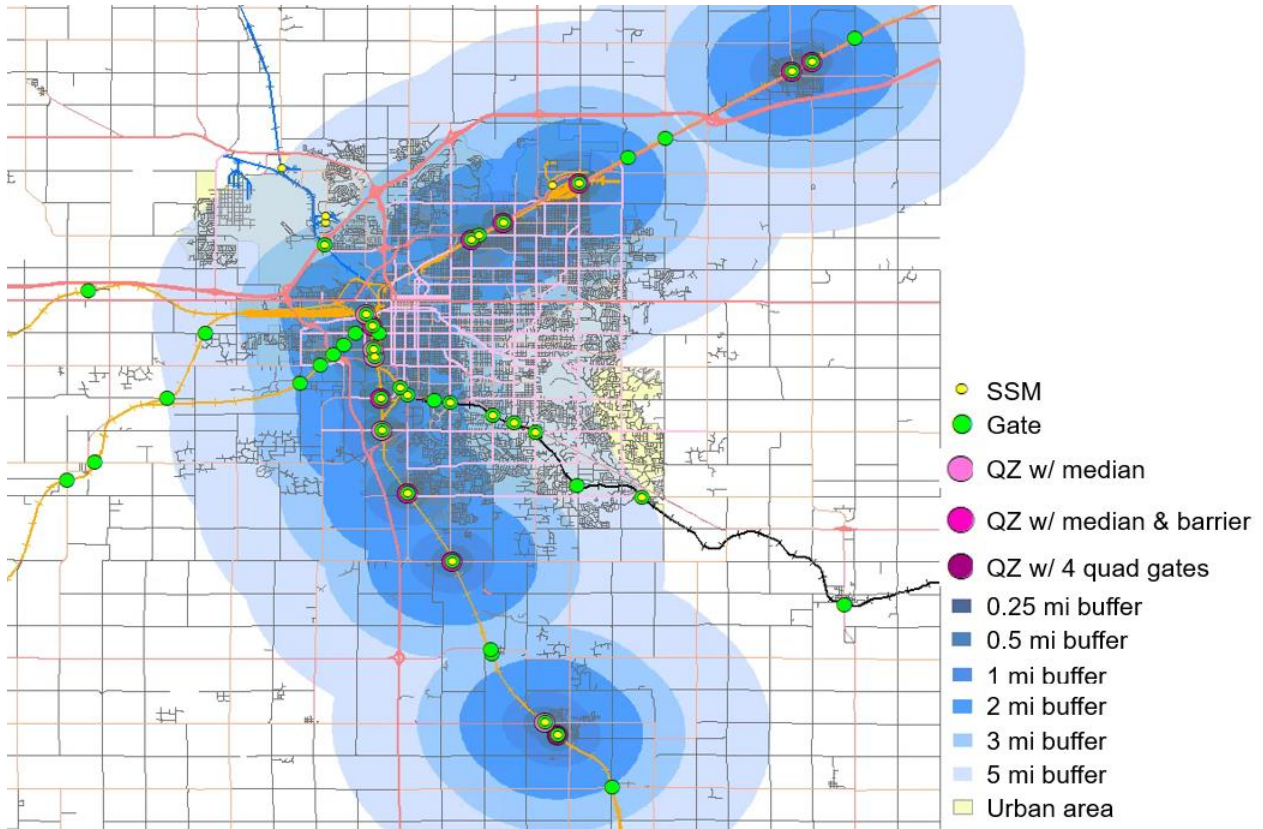 SSM
Gate
QZ w/ median
QZ w/ median & barrier
QZ w/ 4 quad gates
0.25 mi buffer
0.5 mi buffer
1 mi buffer
2 mi buffer
3 mi buffer
5 mi buffer
Urban area